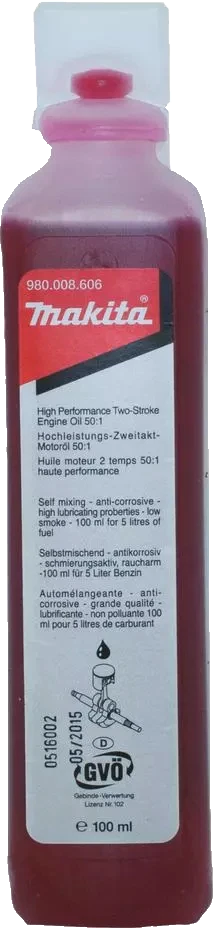 980.008.606
makita®
High Performance Two-Stroke
Engine Oil 50:1
Hochleistungs-Zweitakt-
Motoröl 50:1
Huile moteur 2 temps 50:1
haute performance
Self mixing - anti-corrosive -
high lubricating proberties - low
smoke - 100 ml for 5 litres of
fuel
Selbstmischend - antikorrosiv
- schmierungsaktiv, raucharm
-100 ml für 5 Liter Benzin
Automélangeante - anti-
corrosive - grande qualité -
lubrifiante - non polluante 100
ml pour 5 litres de carburant
0516002
05/2015
D
GVÖ
Gebinde-Verwertung
Lizenz Nr. 102
e 100 ml